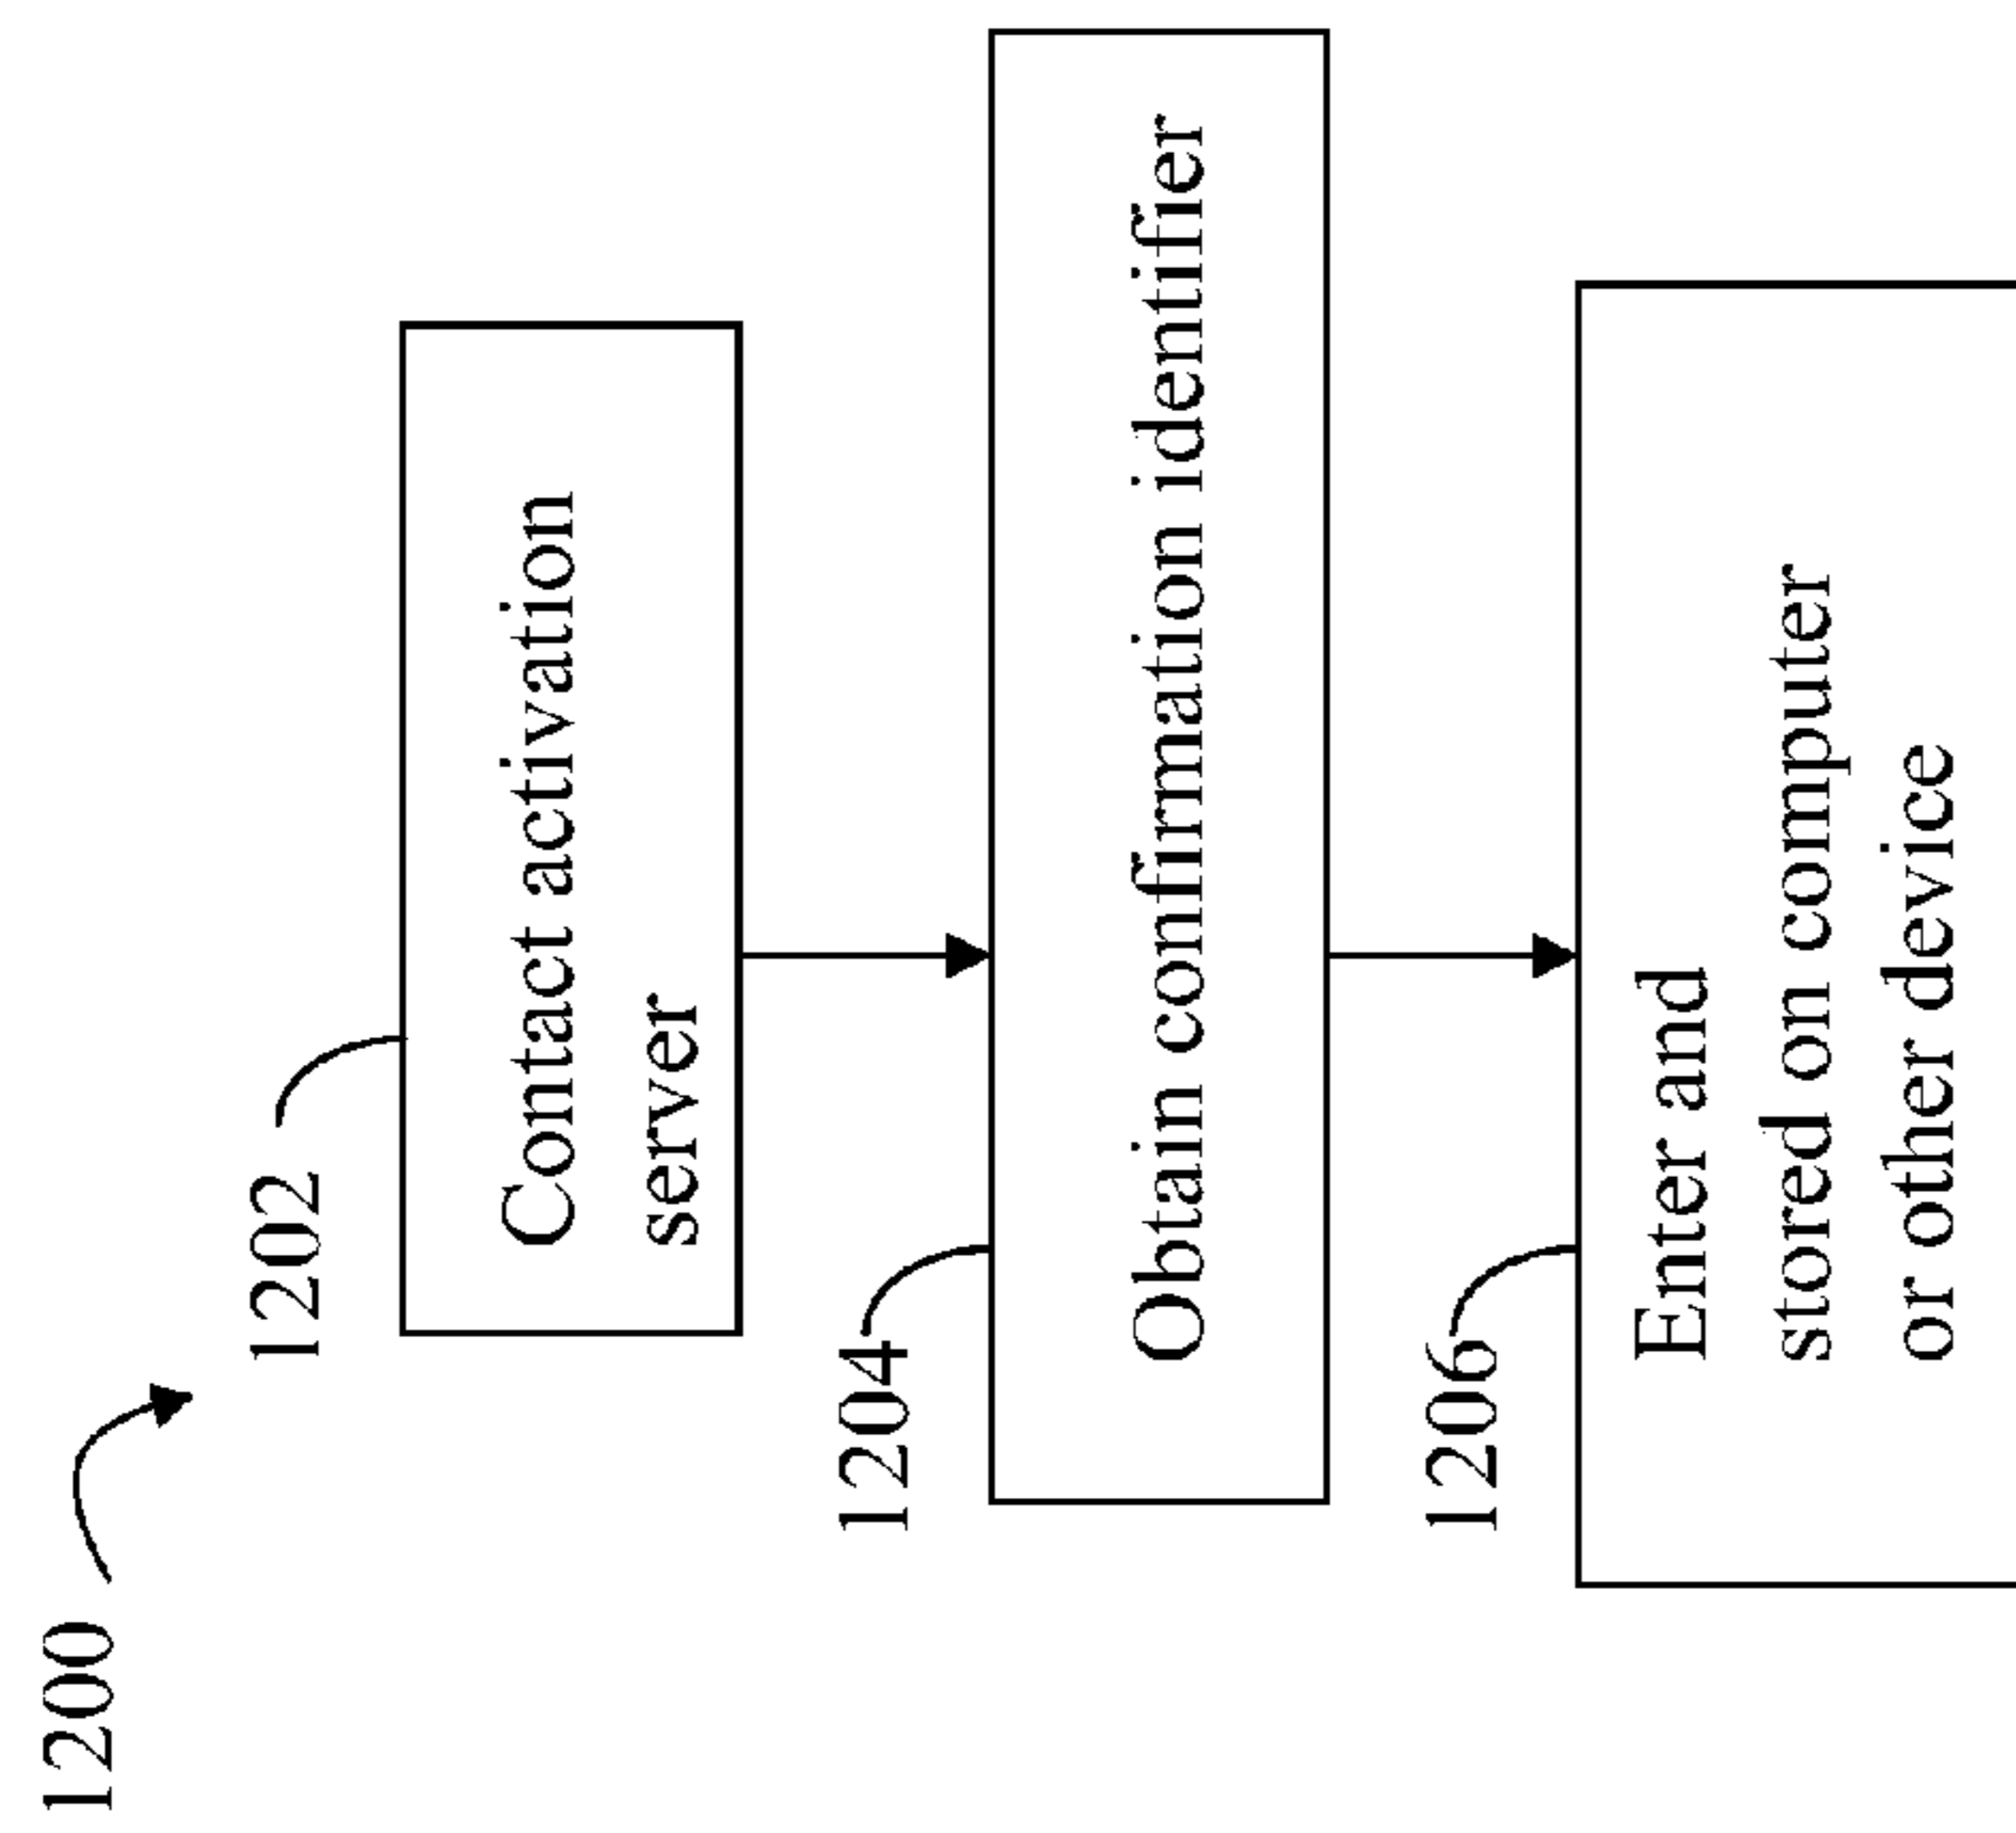 1200
1202
Contact activation
server
1204
Obtain confirmation identifier
1206
Enter and
stored on computer
or other device